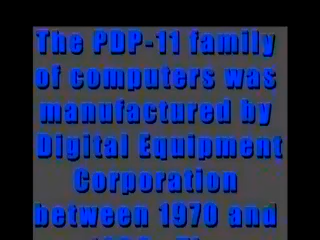 The PDP-11 family
of computers was
manufactured by
Digital Equipment
Corporation
between 1970 and